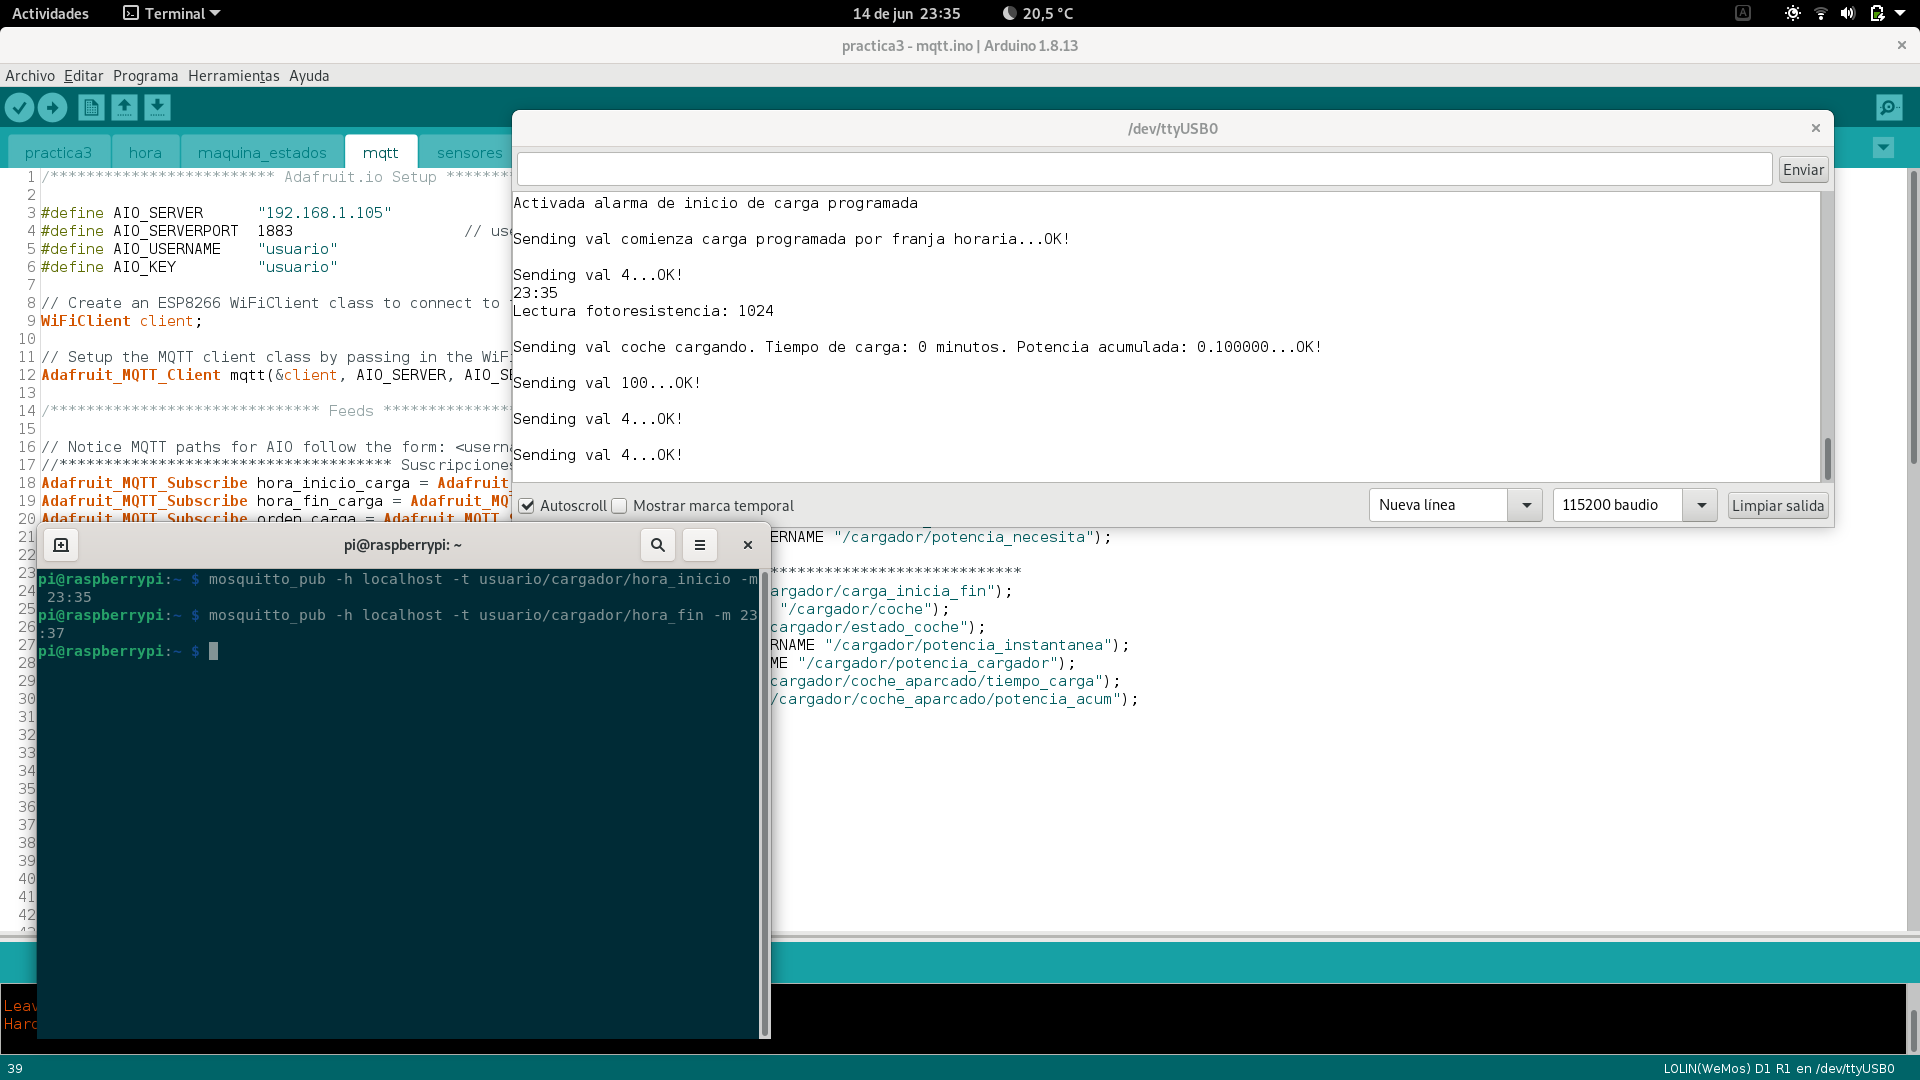 Actividades
Terminal
14 de jun 23:35
20,5 °C
A
practica3 - mqtt.ino | Arduino 1.8.13
Archivo Editar Programa Herramientas Ayuda
practica3
hora
maquina_estados
mqtt
sensores
1 /************************* Adafruit.io Setup *******
2
3 #define AIO_SERVER "192.168.1.105"
4 #define AIO_SERVERPORT 1883 // use
5 #define AIO_USERNAME "usuario"
6 #define AIO_KEY "usuario"
7
8 // Create an ESP8266 WiFiClient class to connect to
9 WiFiClient client;
10
11 // Setup the MQTT client class by passing in the WiF
12 Adafruit_MQTT_Client mqtt(&client, AIO_SERVER, AIO_SE
13
14 /****************************** Feeds **************
15
16 // Notice MQTT paths for AIO follow the form: <userna
17 //************************************* Suscripciones
18 Adafruit_MQTT_Subscribe hora_inicio_carga = Adafruit_
19 Adafruit_MQTT_Subscribe hora_fin_carga = Adafruit_MQ
20 Adafruit_MQTT_Subscribe orden_carga = Adafruit_MQTT_S
21 ERNAME "/cargador/potencia_necesita");
22
23 ****************************
24 argador/carga_inicia_fin");
25 "/cargador/coche");
26 cargador/estado_coche");
27 RNAME "/cargador/potencia_instantanea");
28 ME "/cargador/potencia_cargador");
29 cargador/coche_aparcado/tiempo_carga");
30 /cargador/coche_aparcado/potencia_acum");
31
32
33
34
35
36
37
38
39
40
41
42
/dev/ttyUSB0
Enviar
Activada alarma de inicio de carga programada
Sending val comienza carga programada por franja horaria...OK!
Sending val 4...OK!
23:35
Lectura fotoresistencia: 1024
Sending val coche cargando. Tiempo de carga: 0 minutos. Potencia acumulada: 0.100000...OK!
Sending val 100...OK!
Sending val 4...OK!
Sending val 4...OK!
Autoscroll
Mostrar marca temporal
Nueva línea
115200 baudio
Limpiar salida
pi@raspberrypi: ~
pi@raspberrypi:~ $ mosquitto_pub -h localhost -t usuario/cargador/hora_inicio -m
23:35
pi@raspberrypi:~ $ mosquitto_pub -h localhost -t usuario/cargador/hora_fin -m 23
:37
pi@raspberrypi:~ $
Leav
Hard
39
LOLIN(WeMos) D1 R1 en /dev/ttyUSB0